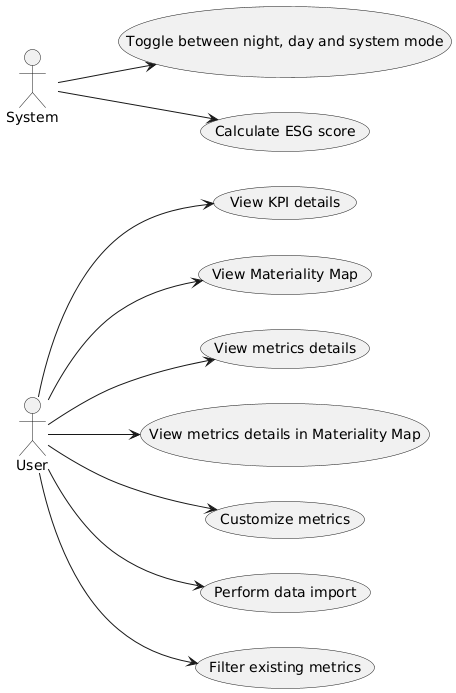 Toggle between night, day and system mode
System
Calculate ESG score
View KPI details
View Materiality Map
View metrics details
View metrics details in Materiality Map
User
Customize metrics
Perform data import
Filter existing metrics